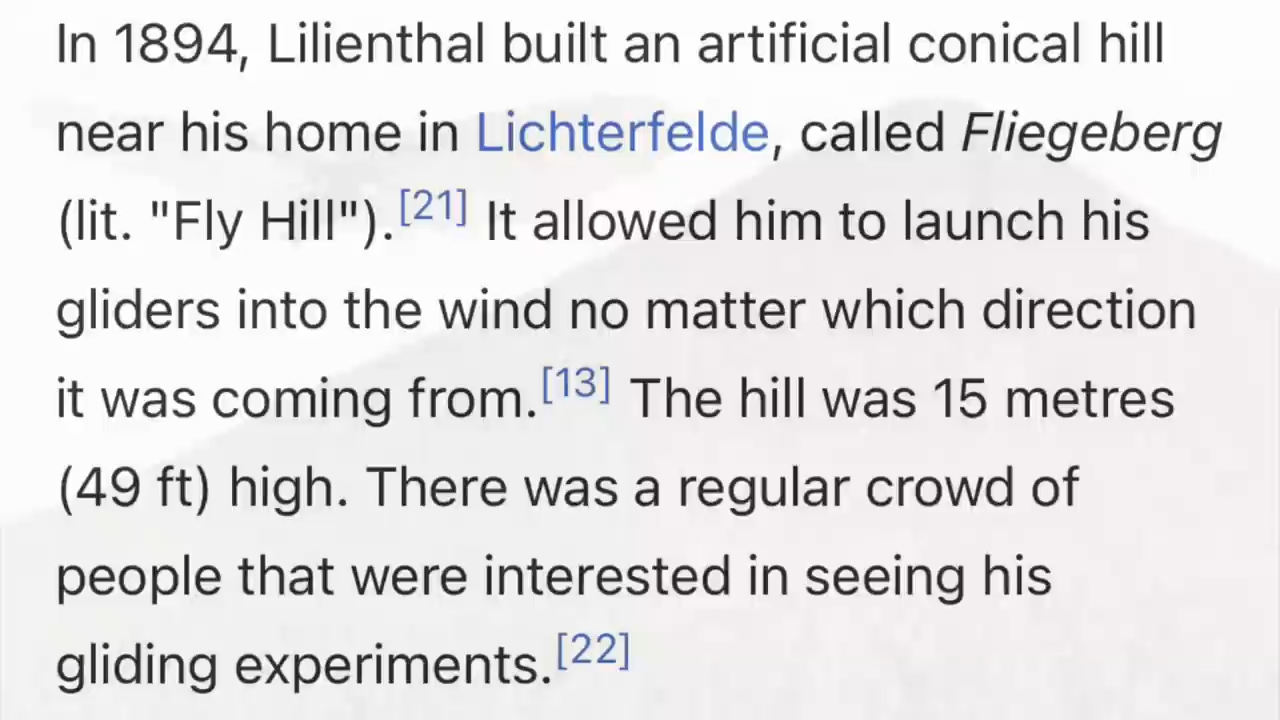 In 1894, Lilienthal built an artificial conical hill
near his home in Lichterfelde, called Fliegeberg
(lit. "Fly Hill").[21] It allowed him to launch his
gliders into the wind no matter which direction
it was coming from.[13] The hill was 15 metres
(49 ft) high. There was a regular crowd of
people that were interested in seeing his
gliding experiments.[22]